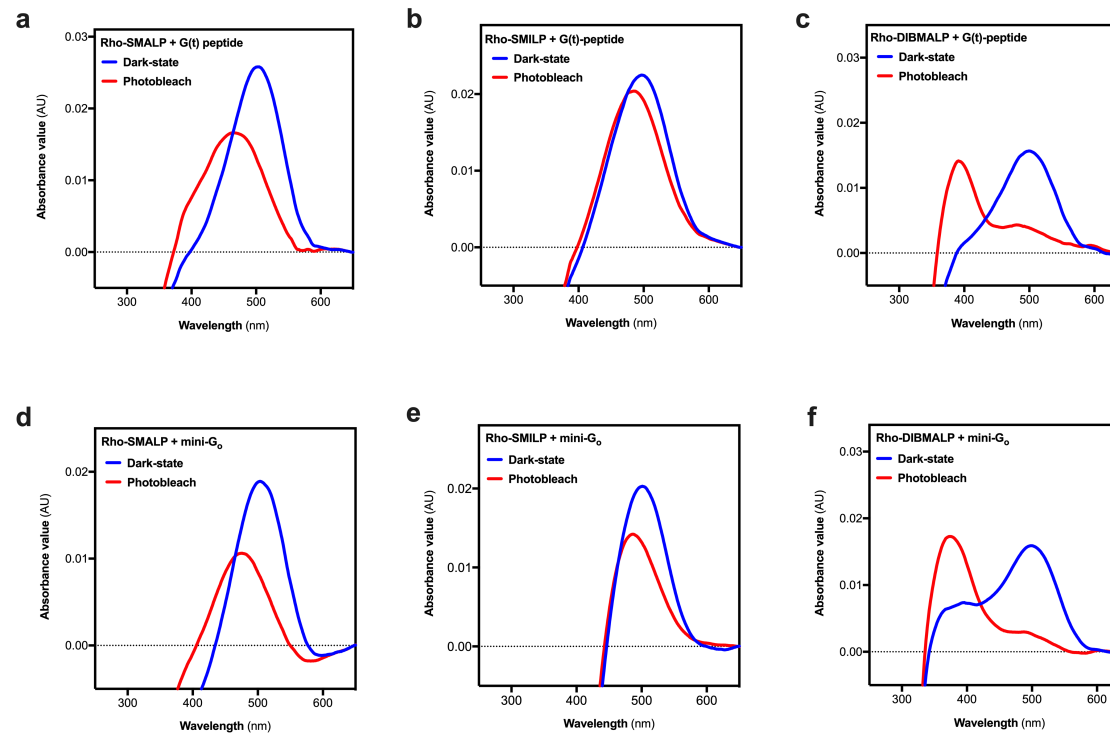 a
Rho-SMALP + G(t) peptide
Dark-state
Photobleach
0.03
0.02
0.01
0.00
Absorbance value (AU)
300 400 500 600
Wavelength (nm)
b
Rho-SMILP + G(t)-peptide
Dark-state
Photobleach
0.02
0.01
0.00
Absorbance value (AU)
300 400 500 600
Wavelength (nm)
c
Rho-DIBMALP + G(t)-peptide
Dark-state
Photobleach
0.03
0.02
0.01
0.00
Absorbance value (AU)
300 400 500 600
Wavelength (nm)
d
Rho-SMALP + mini-Go
Dark-state
Photobleach
0.02
0.01
0.00
Absorbance value (AU)
300 400 500 600
Wavelength (nm)
e
Rho-SMILP + mini-Go
Dark-state
Photobleach
0.02
0.01
0.00
Absorbance value (AU)
300 400 500 600
Wavelength (nm)
f
Rho-DIBMALP + mini-Go
Dark-state
Photobleach
0.03
0.02
0.01
0.00
Absorbance value (AU)
300 400 500 600
Wavelength (nm)